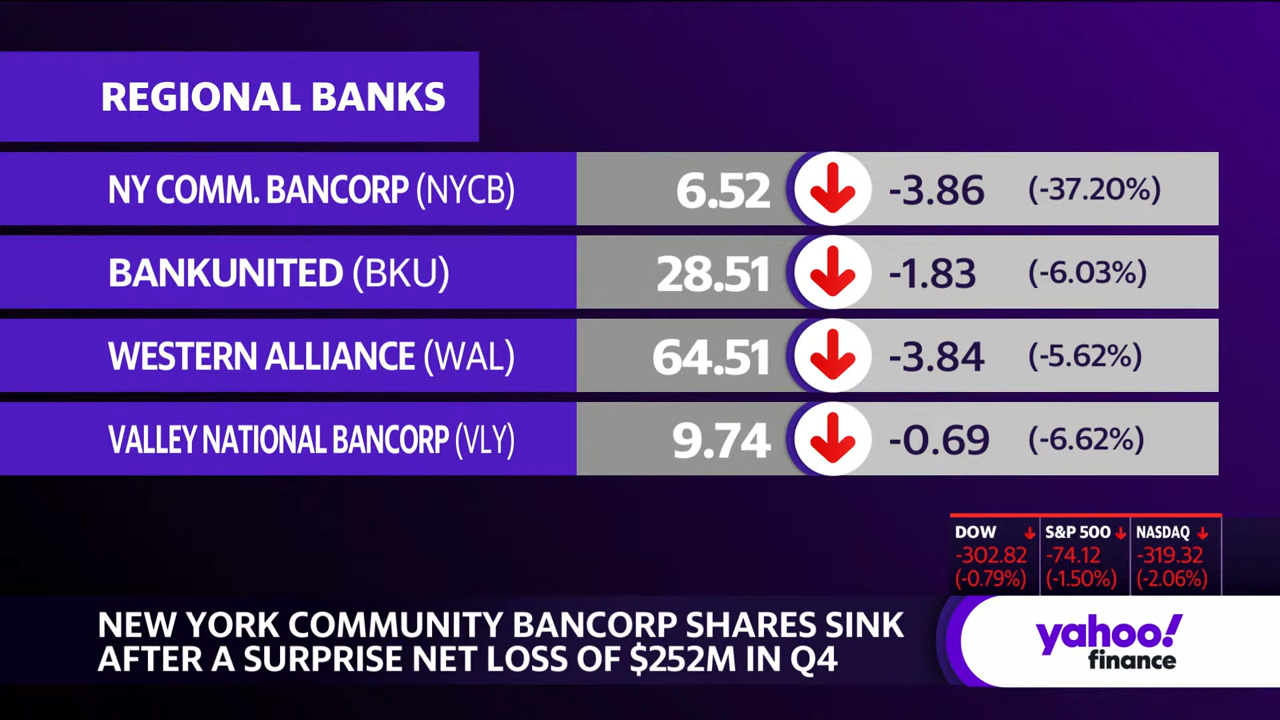 REGIONAL BANKS
NY COMM. BANCORP (NYCB) 6.52 -3.86 (-37.20%)
BANKUNITED (BKU) 28.51 -1.83 (-6.03%)
WESTERN ALLIANCE (WAL) 64.51 -3.84 (-5.62%)
VALLEY NATIONAL BANCORP (VLY) 9.74 -0.69 (-6.62%)
DOW S&P 500 NASDAQ
-302.82 -74.12 -319.32
(-0.79%) (-1.50%) (-2.06%)
NEW YORK COMMUNITY BANCORP SHARES SINK
AFTER A SURPRISE NET LOSS OF $252M IN Q4
yahoo!
finance